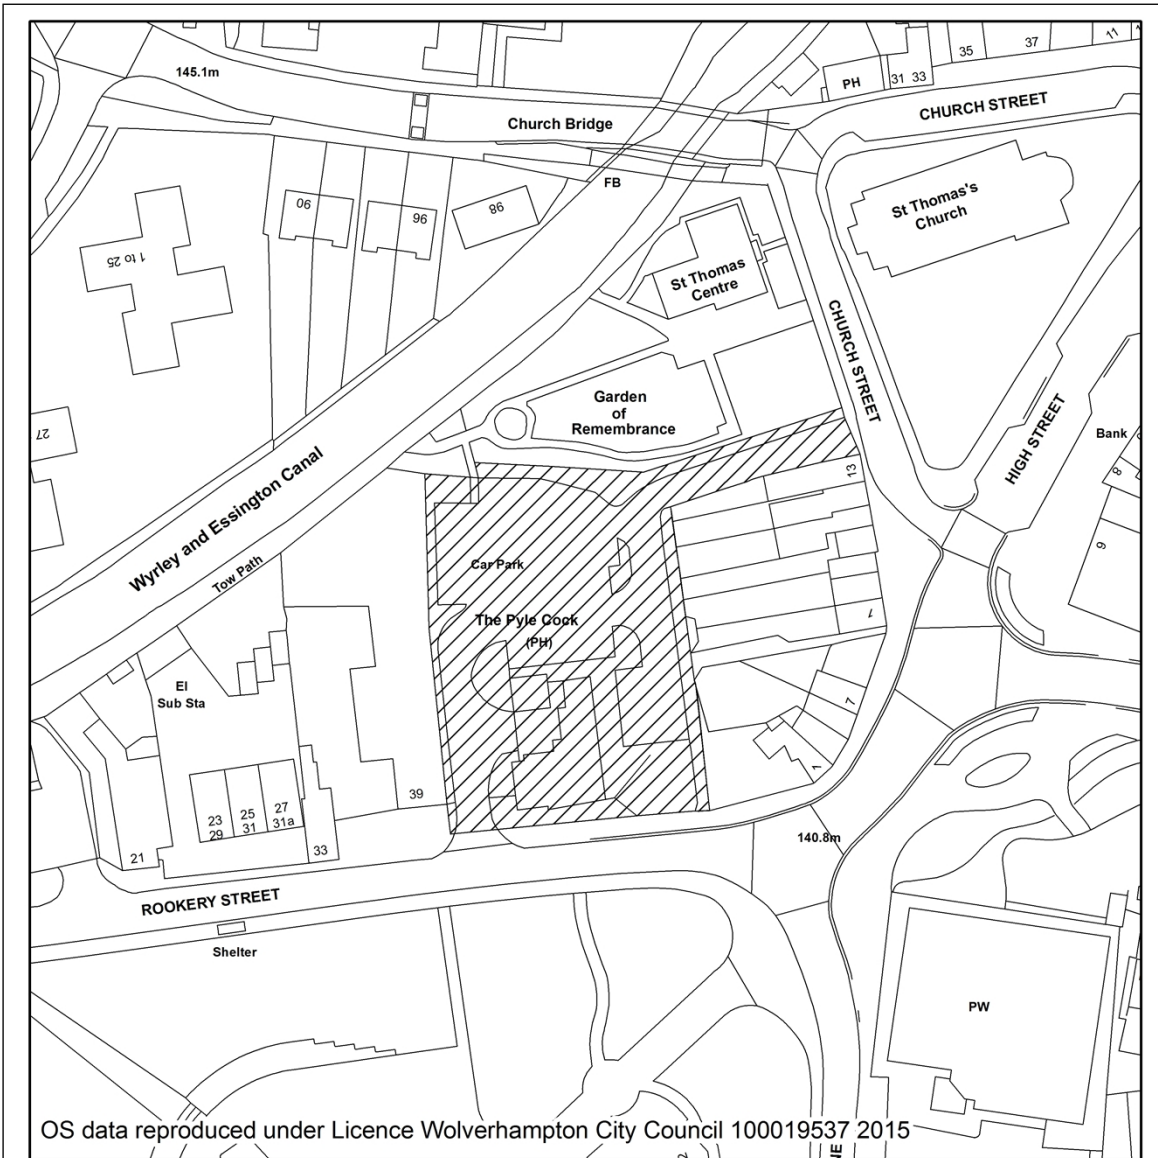 145.1m
Church Bridge
FB
PH
31 33
35
37
11
CHURCH STREET
St Thomas's
Church
90
96
98
1 to 25
27
St Thomas
Centre
CHURCH STREET
Garden
of
Remembrance
HIGH STREET
Bank
8
9
13
Wyrley and Essington Canal
Tow Path
Car Park
The Pyle Cock
(PH)
1
7
1
El
Sub Sta
23
29
25
31
27
31a
33
39
21
140.8m
ROOKERY STREET
Shelter
PW
OS data reproduced under Licence Wolverhampton City Council 100019537 2015